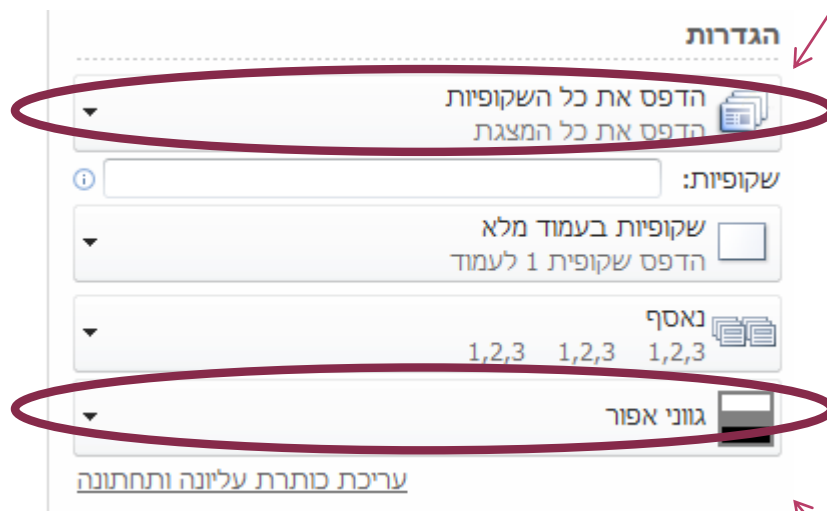 הגדרות
הדפס את כל השקופיות
הדפס את כל המצגת
שקופיות:
שקופיות בעמוד מלא
הדפס שקופית 1 לעמוד
נאסף
1,2,3 1,2,3 1,2,3
גווני אפור
עריכת כותרת עליונה ותחתונה